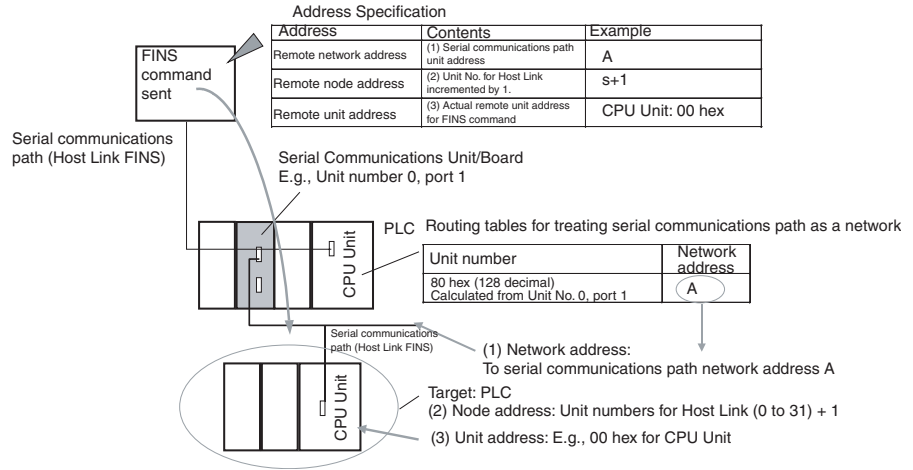 Address Specification
Address Contents Example
Remote network address (1) Serial communications path unit address A
Remote node address (2) Unit No. for Host Link incremented by 1. s+1
Remote unit address (3) Actual remote unit address for FINS command CPU Unit: 00 hex
FINS
command
sent
Serial communications
path (Host Link FINS)
Serial Communications Unit/Board
E.g., Unit number 0, port 1
PLC
CPU Unit
Routing tables for treating serial communications path as a network
Unit number Network address
80 hex (128 decimal)
Calculated from Unit No. 0, port 1 A
Serial communications
path (Host Link FINS)
(1) Network address:
To serial communications path network address A
CPU Unit
Target: PLC
(2) Node address: Unit numbers for Host Link (0 to 31) + 1
(3) Unit address: E.g., 00 hex for CPU Unit